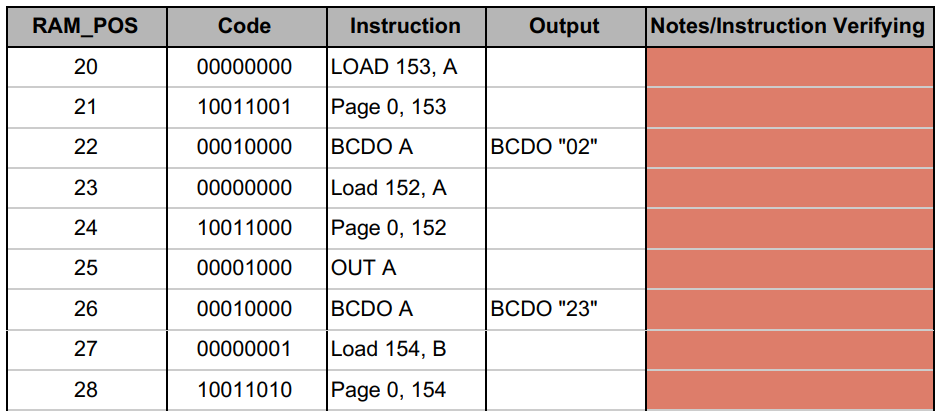 RAM_POS Code Instruction Output Notes/Instruction Verifying
20 00000000 LOAD 153, A
21 10011001 Page 0, 153
22 00010000 BCDO A BCDO "02"
23 00000000 Load 152, A
24 10011000 Page 0, 152
25 00001000 OUT A
26 00010000 BCDO A BCDO "23"
27 00000001 Load 154, B
28 10011010 Page 0, 154